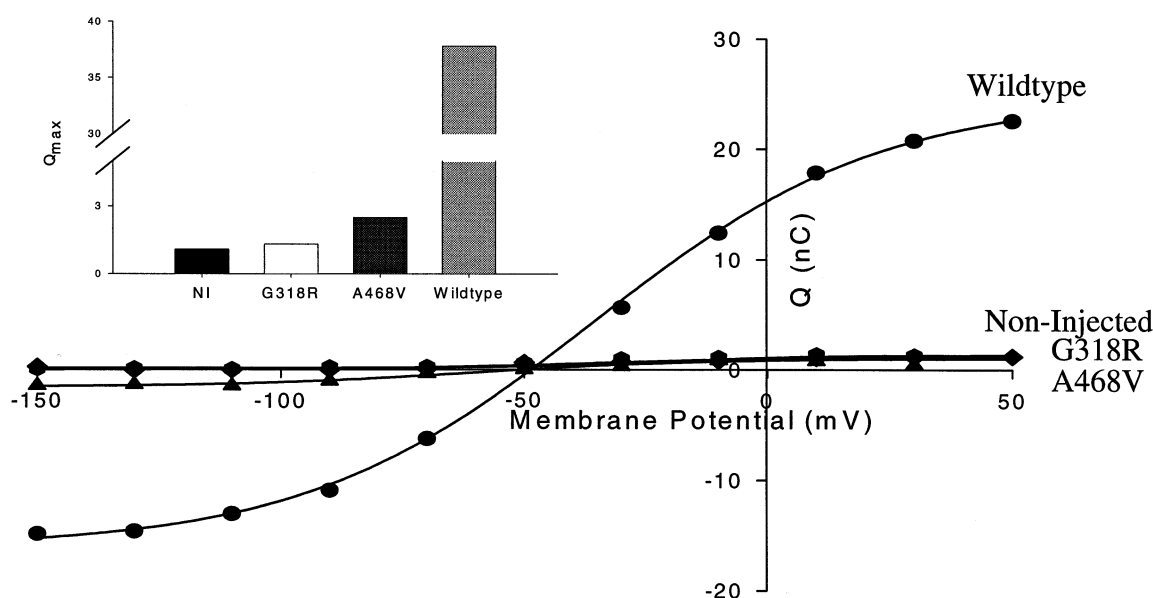 40
35
30
3
0
Qmax
NI G318R A468V Wildtype
30
20
10
-10
-20
Q (nC)
Wildtype
Non-Injected
G318R
A468V
-150 -100 -50 0 50
Membrane Potential (mV)